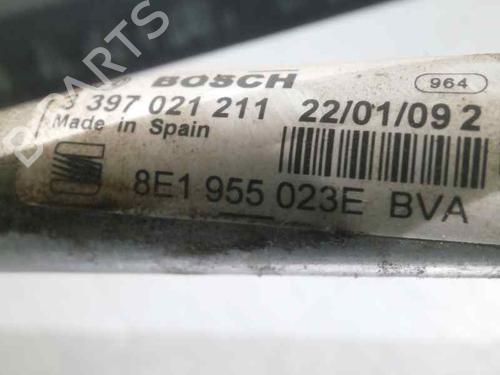 BOSCH
964
3 397 021 211 22/01/09 2
Made in Spain
8E1 955 023E BVA